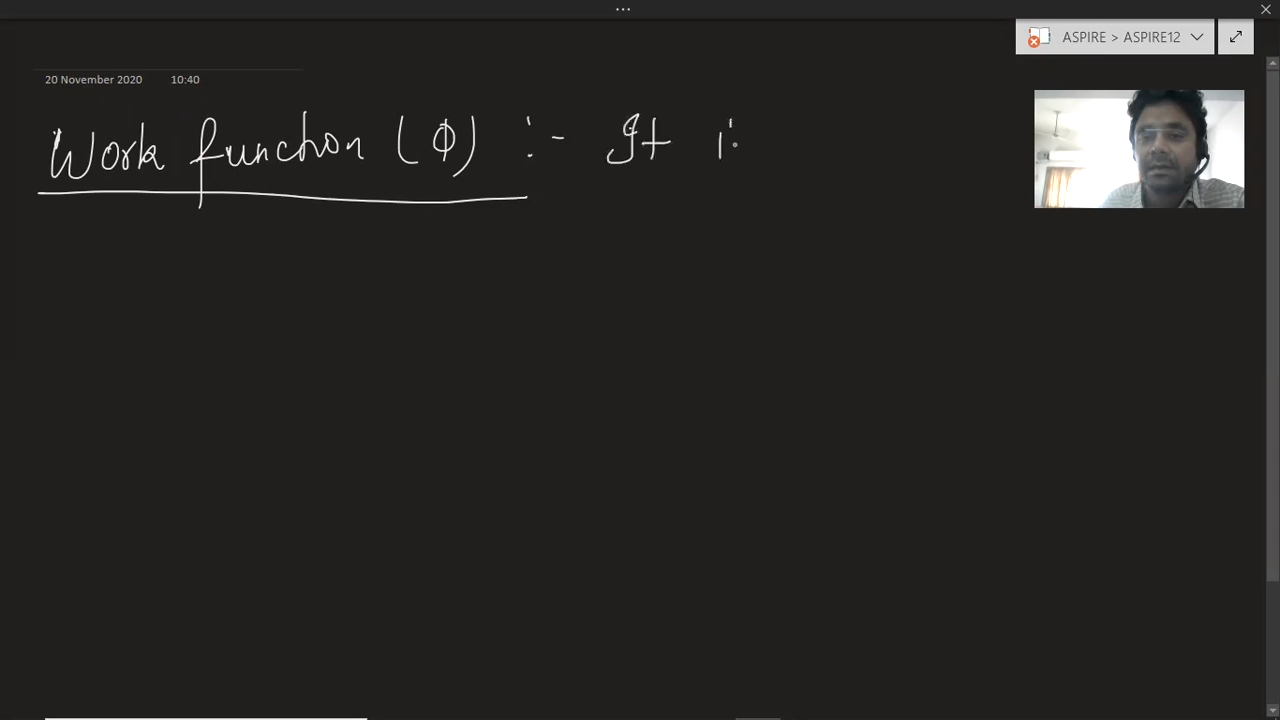 ASPIRE > ASPIRE12
20 November 2020 10:40
Work function (Φ) :- It